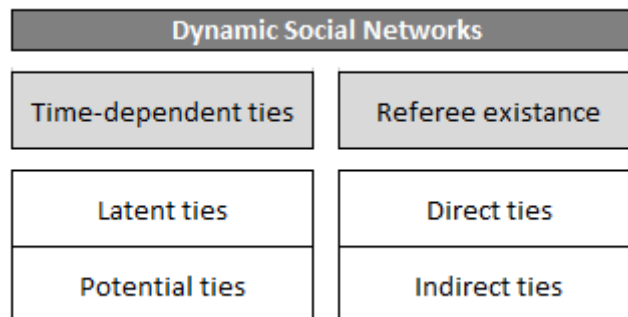 Dynamic Social Networks
Time-dependent ties
Referee existance
Latent ties
Direct ties
Potential ties
Indirect ties